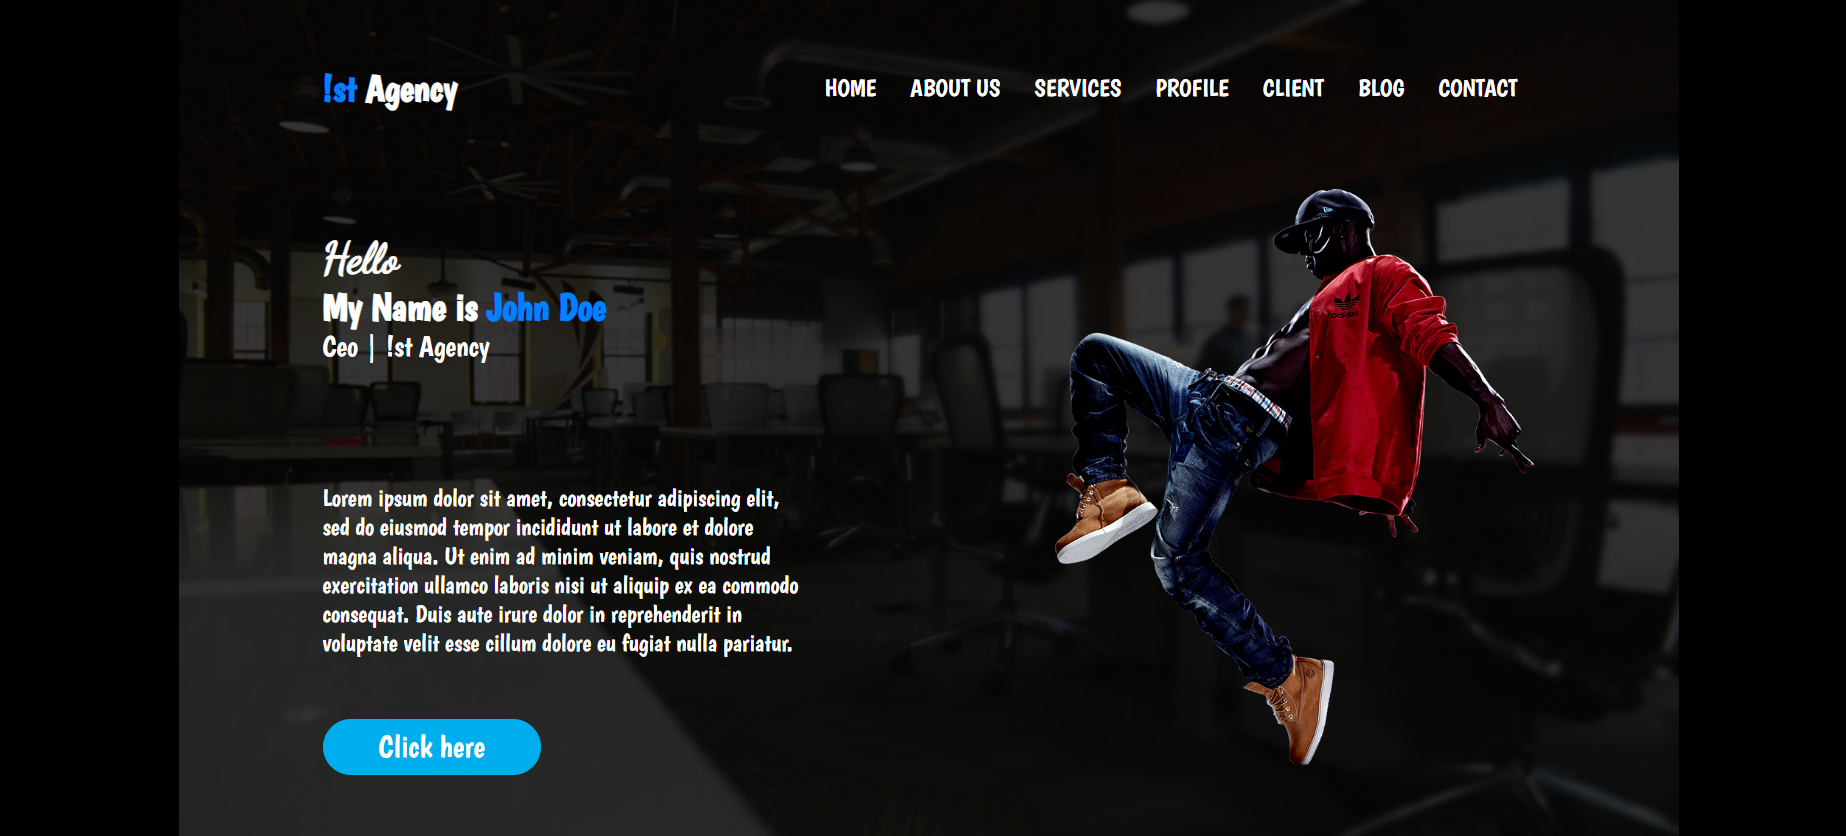 !st Agency
HOME ABOUT US SERVICES PROFILE CLIENT BLOG CONTACT
Hello
My Name is John Doe
Ceo | !st Agency
adidas
Lorem ipsum dolor sit amet, consectetur adipiscing elit,
sed do eiusmod tempor incididunt ut labore et dolore
magna aliqua. Ut enim ad minim veniam, quis nostrud
exercitation ullamco laboris nisi ut aliquip ex ea commodo
consequat. Duis aute irure dolor in reprehenderit in
voluptate velit esse cillum dolore eu fugiat nulla pariatur.
Click here